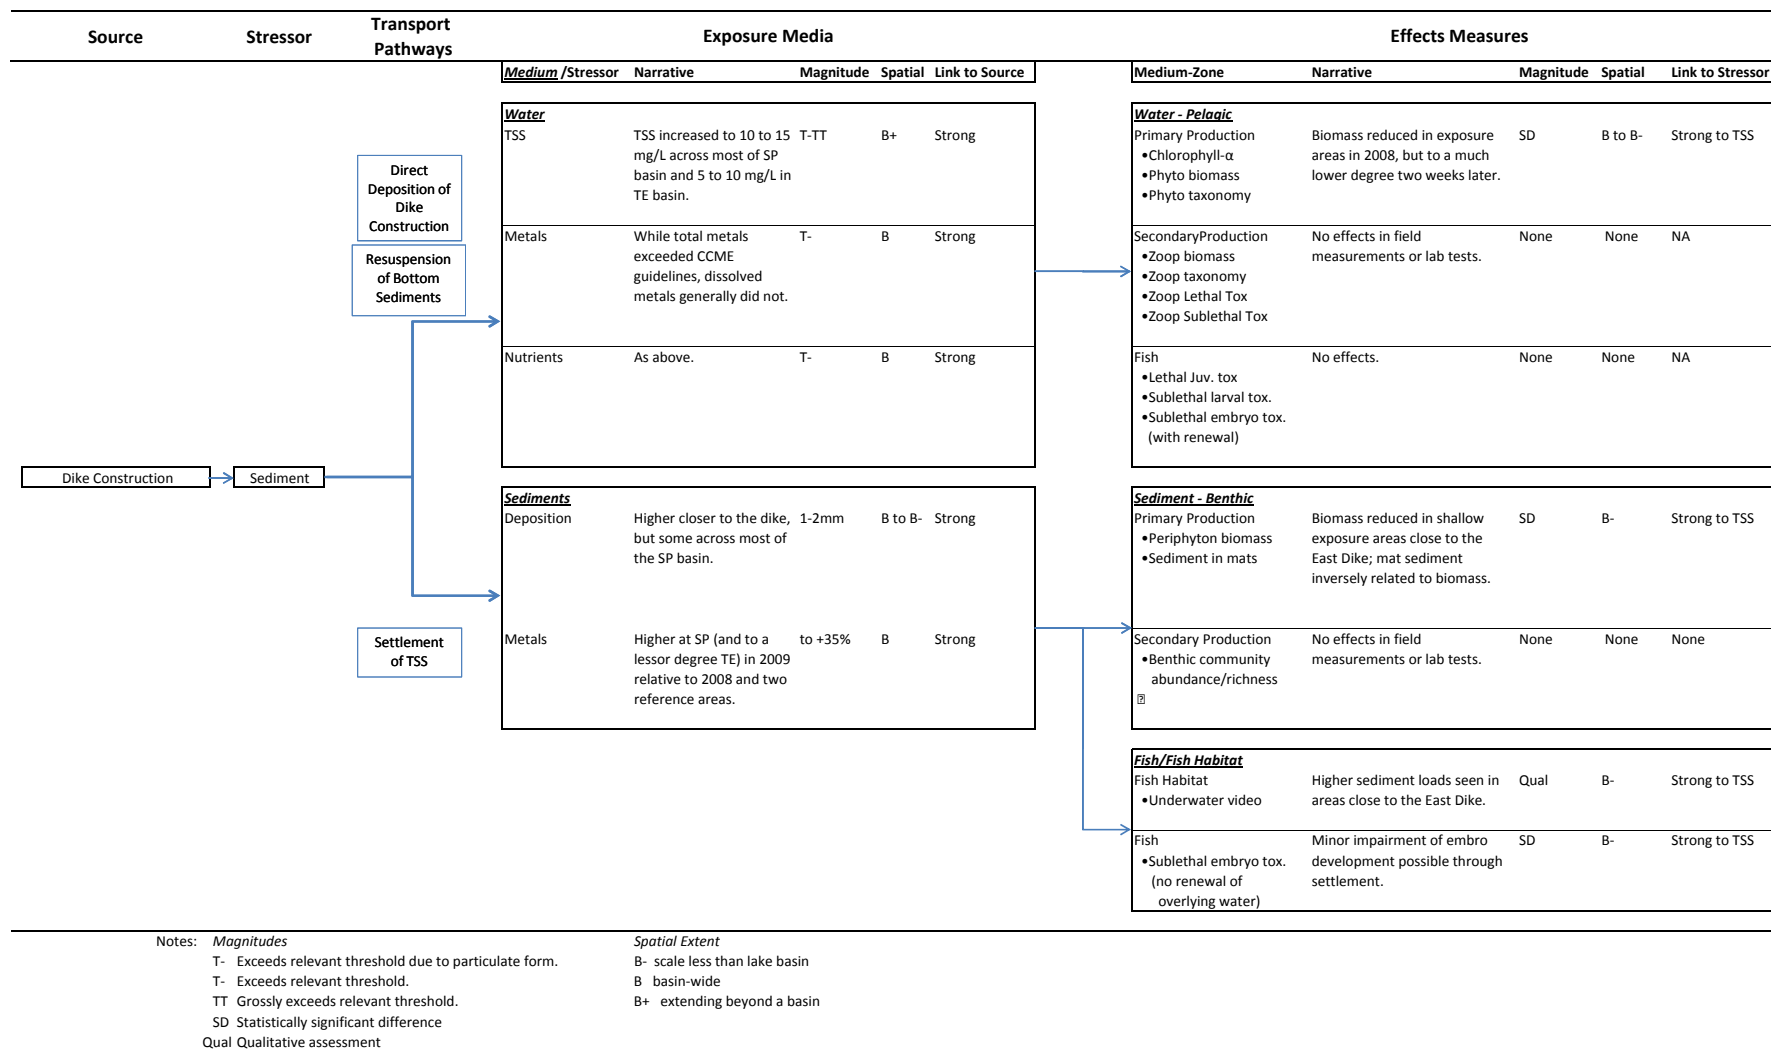 Source
Stressor
Transport
Pathways
Exposure Media
Effects Measures
Medium /Stressor Narrative Magnitude Spatial Link to Source
Medium-Zone Narrative Magnitude Spatial Link to Stressor
Direct
Deposition of
Dike
Construction
Resuspension
of Bottom
Sediments
Settlement
of TSS
Dike Construction
Sediment
Water
TSS TSS increased to 10 to 15 T-TT B+ Strong
mg/L across most of SP
basin and 5 to 10 mg/L in
TE basin.
Metals While total metals T- B Strong
exceeded CCME
guidelines, dissolved
metals generally did not.
Nutrients As above. T- B Strong
Sediments
Deposition Higher closer to the dike, 1-2mm B to B- Strong
but some across most of
the SP basin.
Metals Higher at SP (and to a to +35% B Strong
lessor degree TE) in 2009
relative to 2008 and two
reference areas.
Water - Pelagic
Primary Production Biomass reduced in exposure SD B to B- Strong to TSS
•Chlorophyll-α areas in 2008, but to a much
•Phyto biomass lower degree two weeks later.
•Phyto taxonomy
SecondaryProduction No effects in field None None NA
•Zoop biomass measurements or lab tests.
•Zoop taxonomy
•Zoop Lethal Tox
•Zoop Sublethal Tox
Fish No effects. None None NA
•Lethal Juv. tox
•Sublethal larval tox.
•Sublethal embryo tox.
(with renewal)
Sediment - Benthic
Primary Production Biomass reduced in shallow SD B- Strong to TSS
•Periphyton biomass exposure areas close to the
•Sediment in mats East Dike; mat sediment
inversely related to biomass.
Secondary Production No effects in field None None None
•Benthic community measurements or lab tests.
abundance/richness
Fish/Fish Habitat
Fish Habitat Higher sediment loads seen in Qual B- Strong to TSS
•Underwater video areas close to the East Dike.
Fish Minor impairment of embro SD B- Strong to TSS
•Sublethal embryo tox. development possible through
(no renewal of settlement.
overlying water)
Notes: Magnitudes Spatial Extent
T- Exceeds relevant threshold due to particulate form. B- scale less than lake basin
T- Exceeds relevant threshold. B basin-wide
TT Grossly exceeds relevant threshold. B+ extending beyond a basin
SD Statistically significant difference
Qual Qualitative assessment